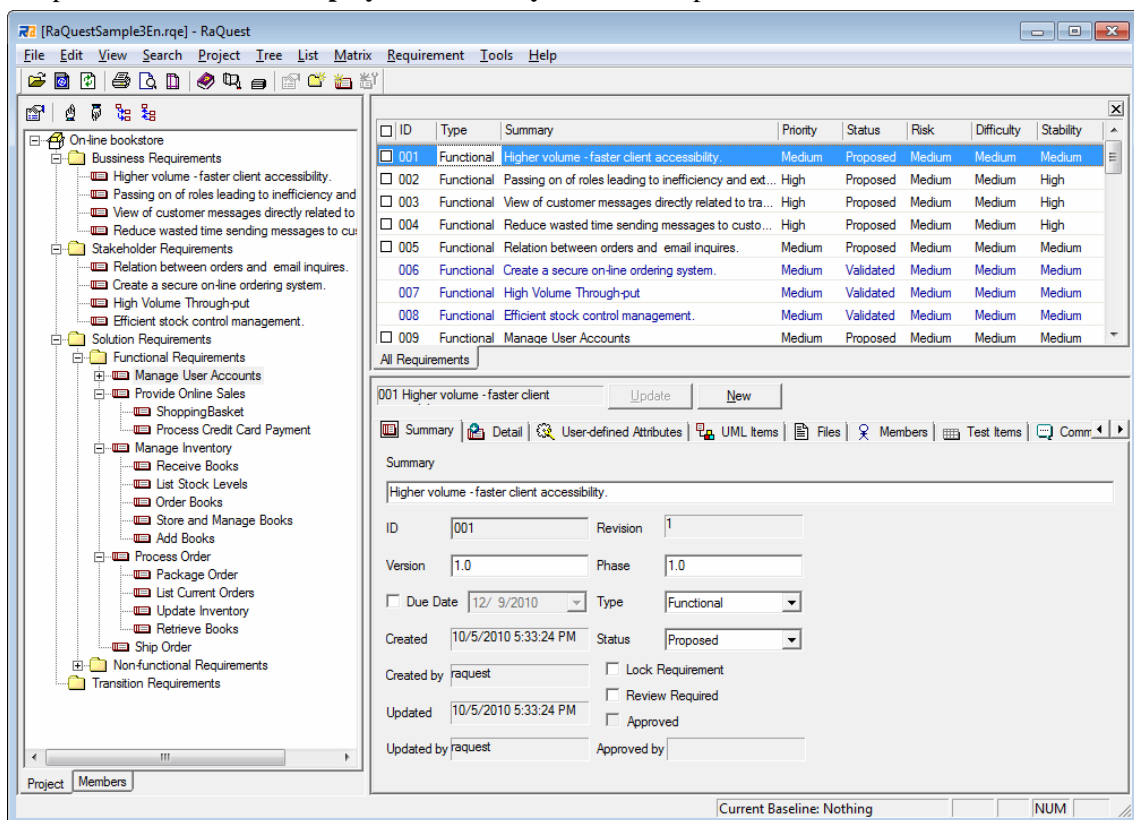 [RaQuestSample3En.rqe] - RaQuest
File Edit View Search Project Tree List Matrix Requirement Tools Help
On-line bookstore
Bussiness Requirements
Higher volume - faster client accessibility.
Passing on of roles leading to inefficiency and
View of customer messages directly related to
Reduce wasted time sending messages to cu
Stakeholder Requirements
Relation between orders and email inquires.
Create a secure on-line ordering system.
High Volume Through-put
Efficient stock control management.
Solution Requirements
Functional Requirements
Manage User Accounts
Provide Online Sales
ShoppingBasket
Process Credit Card Payment
Manage Inventory
Receive Books
List Stock Levels
Order Books
Store and Manage Books
Add Books
Process Order
Package Order
List Current Orders
Update Inventory
Retrieve Books
Ship Order
Non-functional Requirements
Transition Requirements
Project Members
ID Type Summary Priority Status Risk Difficulty Stability
001 Functional Higher volume - faster client accessibility. Medium Proposed Medium Medium Medium
002 Functional Passing on of roles leading to inefficiency and ext... High Proposed Medium Medium High
003 Functional View of customer messages directly related to tra... High Proposed Medium Medium High
004 Functional Reduce wasted time sending messages to custo... High Proposed Medium Medium High
005 Functional Relation between orders and email inquires. Medium Proposed Medium Medium Medium
006 Functional Create a secure on-line ordering system. Medium Validated Medium Medium Medium
007 Functional High Volume Through-put Medium Validated Medium Medium Medium
008 Functional Efficient stock control management. Medium Validated Medium Medium Medium
009 Functional Manage User Accounts Medium Proposed Medium Medium Medium
All Requirements
001 Higher volume - faster client Update New
Summary Detail User-defined Attributes UML Items Files Members Test Items Comm
Summary
Higher volume - faster client accessibility.
ID 001 Revision 1
Version 1.0 Phase 1.0
Due Date 12/ 9/2010 Type Functional
Created 10/5/2010 5:33:24 PM Status Proposed
Created by raquest Lock Requirement
Review Required
Updated 10/5/2010 5:33:24 PM Approved
Updated by raquest Approved by
Current Baseline: Nothing NUM